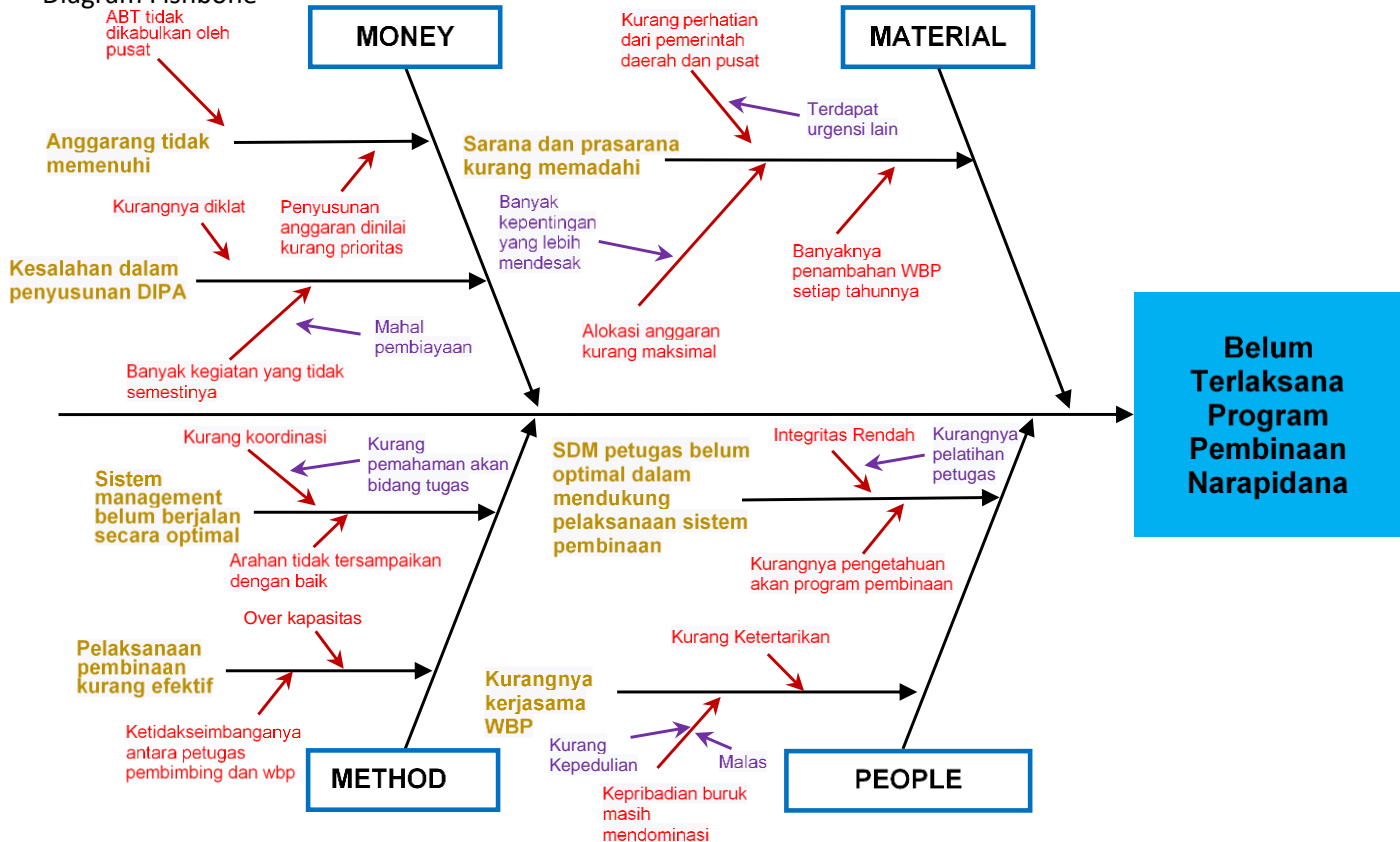 Diagram Fishbone
ABT tidak
dikabulkan oleh
pusat
MONEY
Kurang perhatian
dari pemerintah
daerah dan pusat
MATERIAL
Terdapat
urgensi lain
Anggarang tidak
memenuhi
Sarana dan prasarana
kurang memadahi
Kurangnya diklat
Penyusunan
anggaran dinilai
kurang prioritas
Banyak
kepentingan
yang lebih
mendesak
Banyaknya
penambahan WBP
setiap tahunnya
Kesalahan dalam
penyusunan DIPA
Mahal
pembiayaan
Alokasi anggaran
kurang maksimal
Banyak kegiatan yang tidak
semestinya
Belum
Terlaksana
Program
Pembinaan
Narapidana
Kurang koordinasi
Kurang
pemahaman akan
bidang tugas
Sistem
management
belum berjalan
secara optimal
Arahan tidak tersampaikan
dengan baik
SDM petugas belum
optimal dalam
mendukung
pelaksanaan sistem
pembinaan
Integritas Rendah
Kurangnya
pelatihan
petugas
Kurangnya pengetahuan
akan program pembinaan
Over kapasitas
Pelaksanaan
pembinaan
kurang efektif
Ketidakseimbanganya
antara petugas
pembimbing dan wbp
METHOD
Kurang Ketertarikan
Kurangnya
kerjasama
WBP
Kurang
Kepedulian
Malas
Kepribadian buruk
masih
mendominasi
PEOPLE